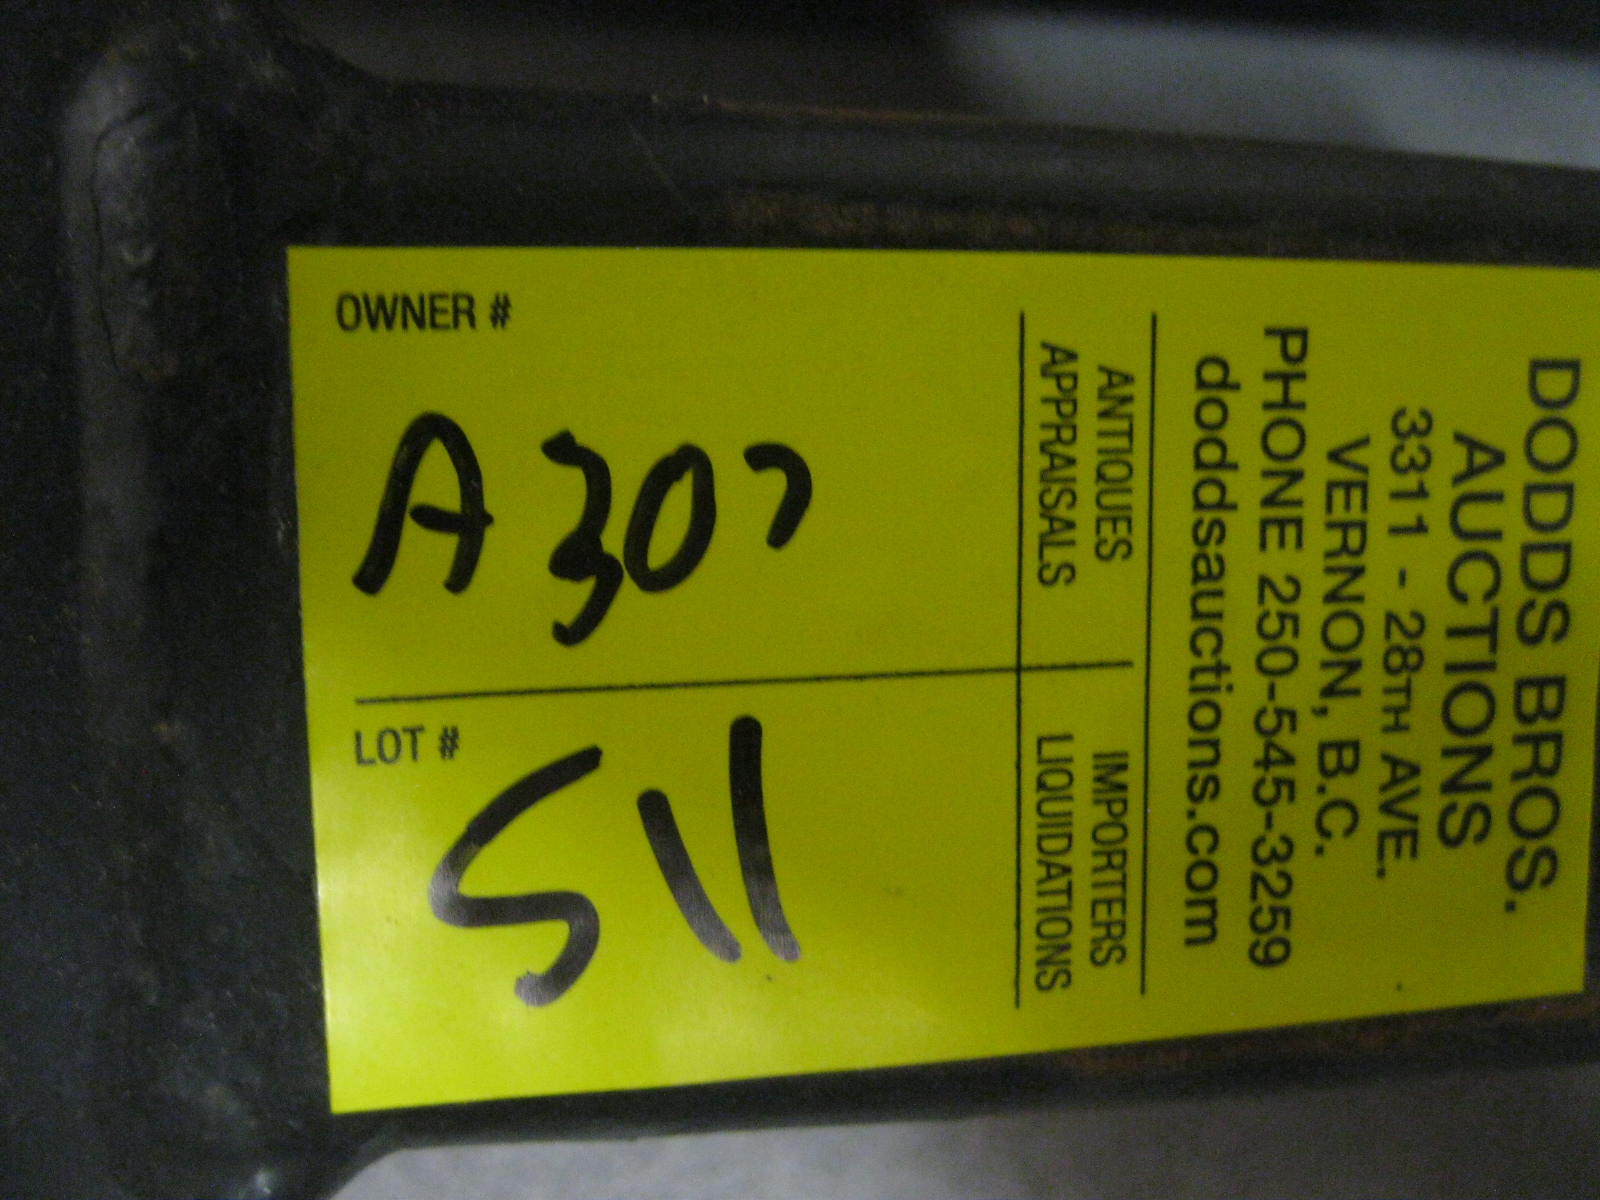 DODDS BROS.
AUCTIONS
3311 - 28TH AVE.
VERNON, B.C.
PHONE 250-545-3259
doddsauctions.com
ANTIQUES IMPORTERS
APPRAISALS LIQUIDATIONS
OWNER #
A307
LOT #
511